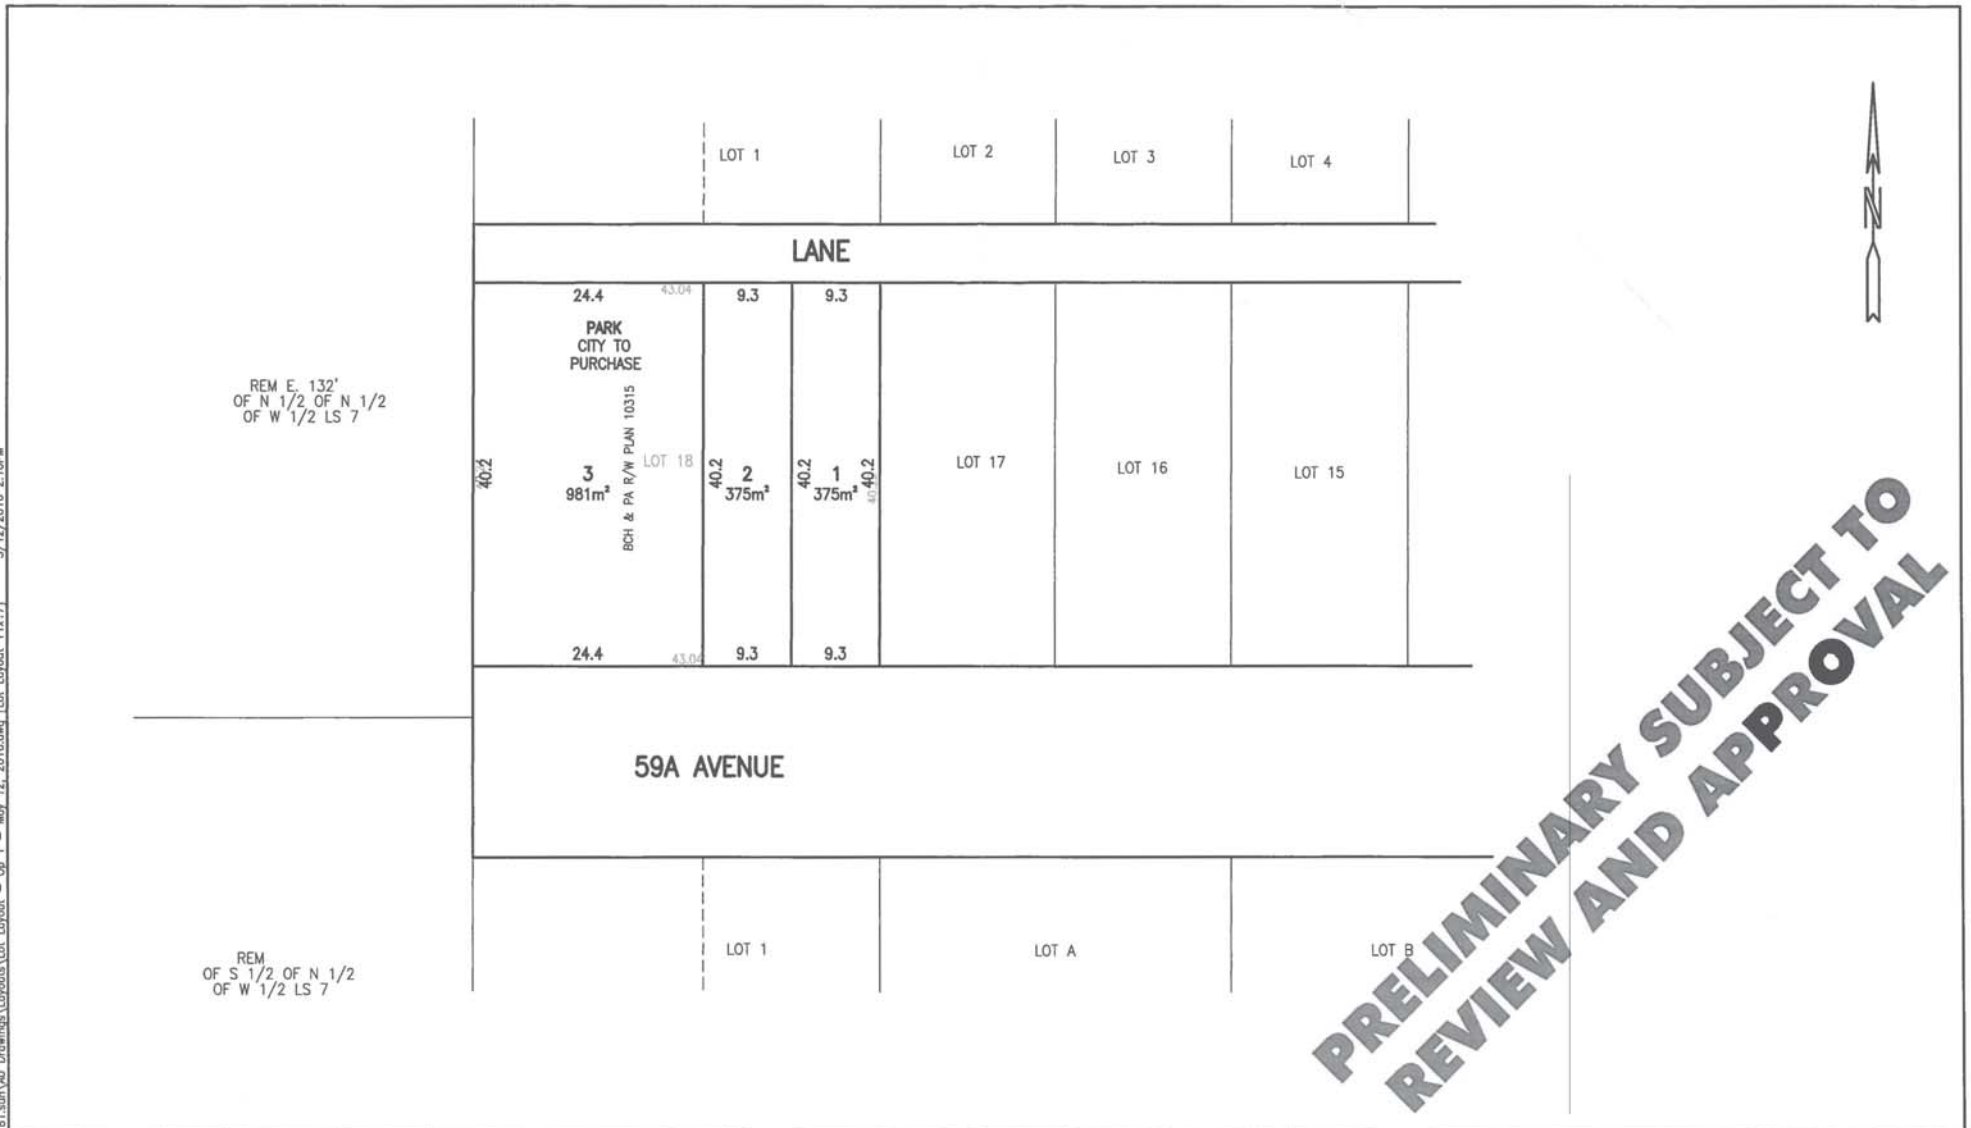 LOT 1
LOT 2
LOT 3
LOT 4
N
LANE
24.4
43.04
9.3
9.3
PARK
CITY TO
PURCHASE
REM E. 132'
OF N 1/2 OF N 1/2
OF W 1/2 LS 7
BCH & PA R/W PLAN 10315
LOT 18
40.2
3
981m²
40.2
2
375m²
40.2
1
375m²
40.2
LOT 17
LOT 16
LOT 15
24.4
43.04
9.3
9.3
59A AVENUE
REM
OF S 1/2 OF N 1/2
OF W 1/2 LS 7
LOT 1
LOT A
LOT B
PRELIMINARY SUBJECT TO
REVIEW AND APPROVAL